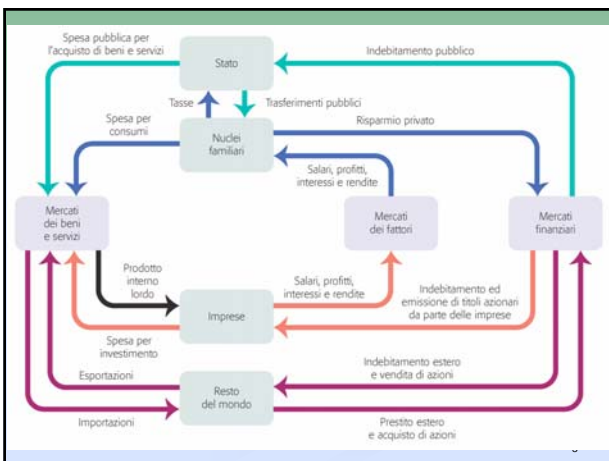 Spesa pubblica per
l'acquisto di beni e servizi
Stato
Indebitamento pubblico
Tasse
Trasferimenti pubblici
Spesa per
consumi
Nuclei
familiari
Risparmio privato
Salari, profitti,
interessi e rendite
Mercati
dei beni
e servizi
Mercati
dei fattori
Mercati
finanziari
Prodotto
interno
lordo
Salari, profitti,
interessi e rendite
Indebitamento ed
emissione di titoli azionari
da parte delle imprese
Imprese
Spesa per
investimento
Esportazioni
Indebitamento estero
e vendita di azioni
Resto
del mondo
Importazioni
Prestito estero
e acquisto di azioni